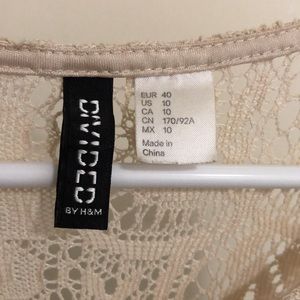 DIVIDED
BY H&M
EUR 40
US 10
CA 10
CN 170/92A
MX 10
Made in
China